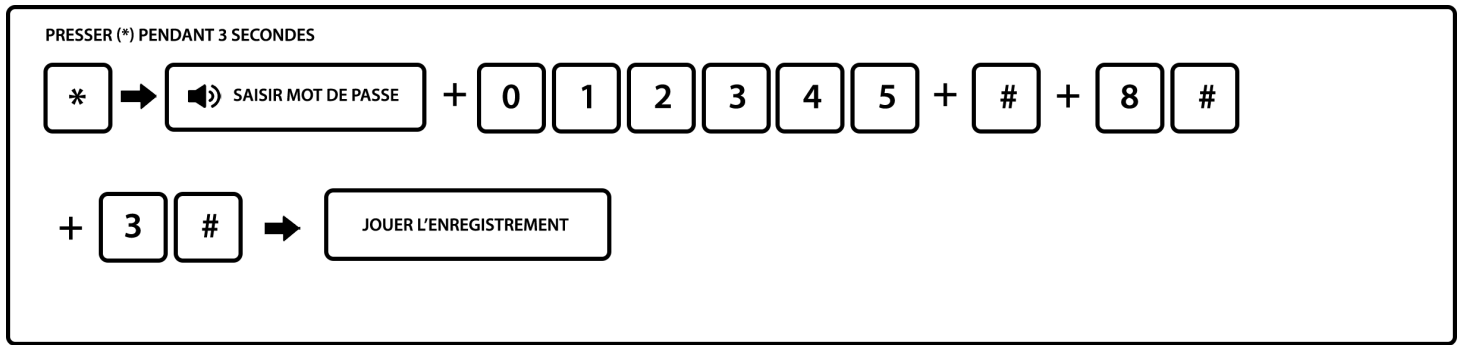 PRESSER (*) PENDANT 3 SECONDES
* SAISIR MOT DE PASSE + 0 1 2 3 4 5 + # + 8 #
+ 3 # JOUER L’ENREGISTREMENT